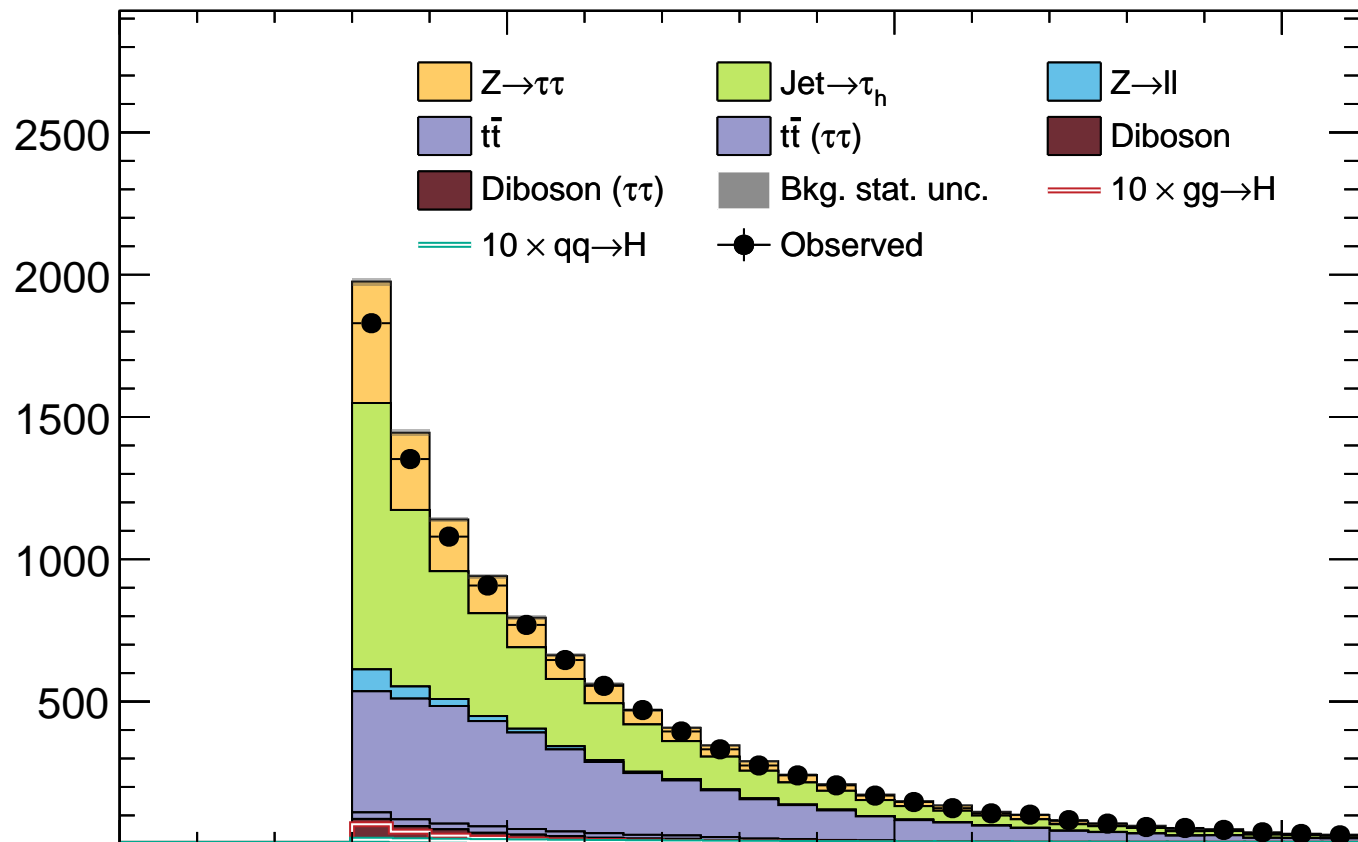 Z→ττ Jet→τ_h Z→ll
2500 tt̄ tt̄ (ττ) Diboson
Diboson (ττ) Bkg. stat. unc. 10 × gg→H
10 × qq→H Observed
2000
1500
1000
500